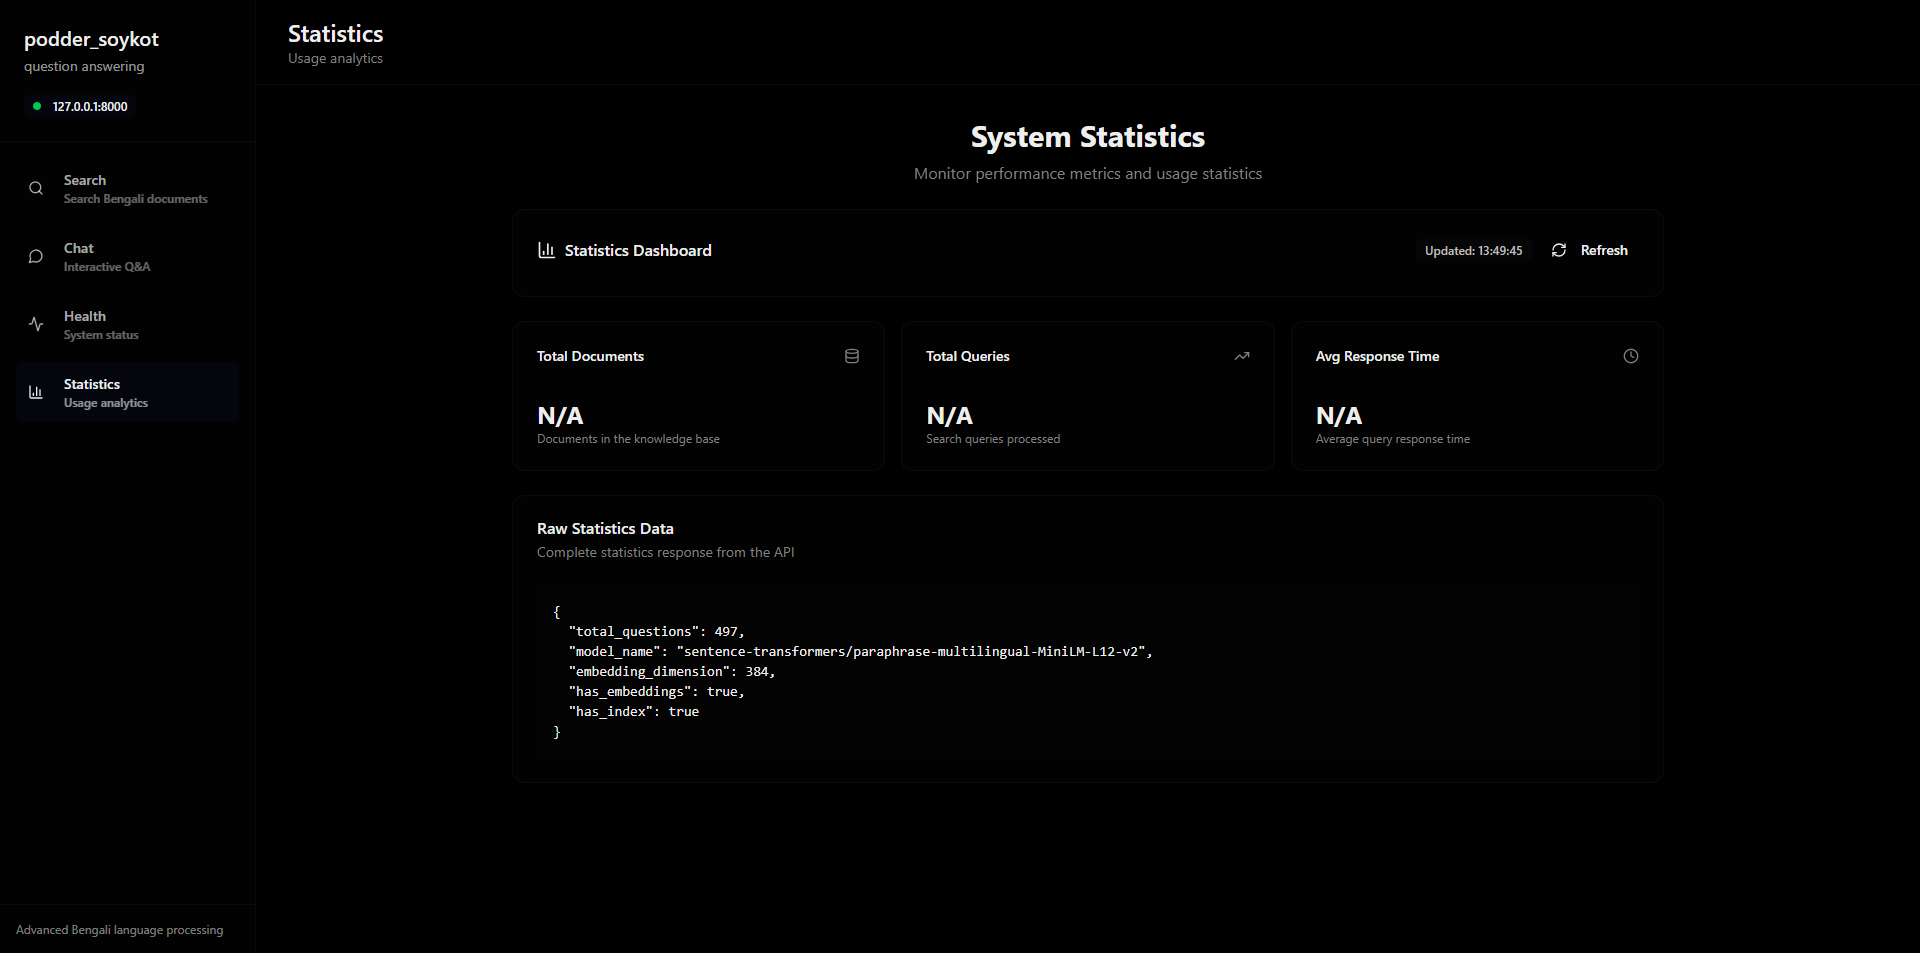 podder_soykot
question answering
127.0.0.1:8000
Search
Search Bengali documents
Chat
Interactive Q&A
Health
System status
Statistics
Usage analytics
Advanced Bengali language processing
Statistics
Usage analytics
System Statistics
Monitor performance metrics and usage statistics
Statistics Dashboard
Updated: 13:49:45
Refresh
Total Documents
N/A
Documents in the knowledge base
Total Queries
N/A
Search queries processed
Avg Response Time
N/A
Average query response time
Raw Statistics Data
Complete statistics response from the API
{
"total_questions": 497,
"model_name": "sentence-transformers/paraphrase-multilingual-MiniLM-L12-v2",
"embedding_dimension": 384,
"has_embeddings": true,
"has_index": true
}